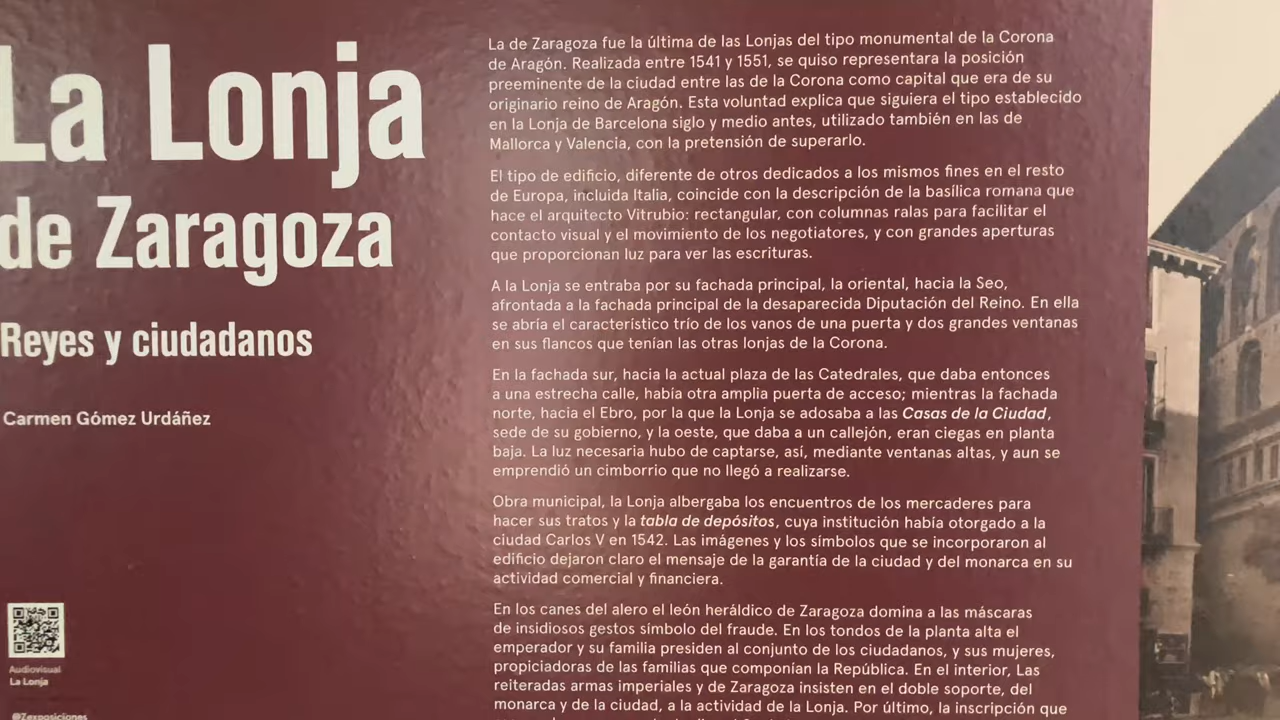 La Lonja
de Zaragoza
Reyes y ciudadanos
Carmen Gómez Urdáñez
Audiovisual
La Lonja
@Zexposiciones
La de Zaragoza fue la última de las Lonjas del tipo monumental de la Corona
de Aragón. Realizada entre 1541 y 1551, se quiso representara la posición
preeminente de la ciudad entre las de la Corona como capital que era de su
originario reino de Aragón. Esta voluntad explica que siguiera el tipo establecido
en la Lonja de Barcelona siglo y medio antes, utilizado también en las de
Mallorca y Valencia, con la pretensión de superarlo.
El tipo de edificio, diferente de otros dedicados a los mismos fines en el resto
de Europa, incluida Italia, coincide con la descripción de la basílica romana que
hace el arquitecto Vitrubio: rectangular, con columnas ralas para facilitar el
contacto visual y el movimiento de los negotiatores, y con grandes aperturas
que proporcionan luz para ver las escrituras.
A la Lonja se entraba por su fachada principal, la oriental, hacia la Seo,
afrontada a la fachada principal de la desaparecida Diputación del Reino. En ella
se abría el característico trío de los vanos de una puerta y dos grandes ventanas
en sus flancos que tenían las otras lonjas de la Corona.
En la fachada sur, hacia la actual plaza de las Catedrales, que daba entonces
a una estrecha calle, había otra amplia puerta de acceso; mientras la fachada
norte, hacia el Ebro, por la que la Lonja se adosaba a las Casas de la Ciudad,
sede de su gobierno, y la oeste, que daba a un callejón, eran ciegas en planta
baja. La luz necesaria hubo de captarse, así, mediante ventanas altas, y aun se
emprendió un cimborrio que no llegó a realizarse.
Obra municipal, la Lonja albergaba los encuentros de los mercaderes para
hacer sus tratos y la tabla de depósitos, cuya institución había otorgado a la
ciudad Carlos V en 1542. Las imágenes y los símbolos que se incorporaron al
edificio dejaron claro el mensaje de la garantía de la ciudad y del monarca en su
actividad comercial y financiera.
En los canes del alero el león heráldico de Zaragoza domina a las máscaras
de insidiosos gestos símbolo del fraude. En los tondos de la planta alta el
emperador y su familia presiden al conjunto de los ciudadanos, y sus mujeres,
propiciadoras de las familias que componían la República. En el interior, Las
reiteradas armas imperiales y de Zaragoza insisten en el doble soporte, del
monarca y de la ciudad, a la actividad de la Lonja. Por último, la inscripción que